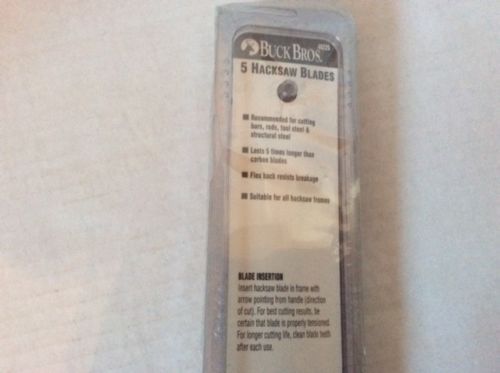 BUCK BROS.
5 HACKSAW BLADES
■ Recommended for cutting
bars, rods, tool steel &
structural steel
■ Lasts 5 times longer than
carbon blades
■ Flex back resists breakage
■ Suitable for all hacksaw frames
BLADE INSERTION
Insert hacksaw blade in frame with
arrow pointing from handle (direction
of cut). For best cutting results, be
certain that blade is properly tensioned.
For longer cutting life, clean blade teeth
after each use.